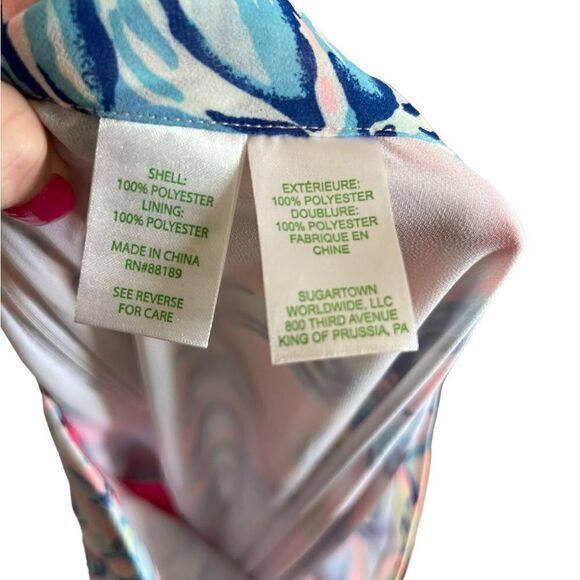 SHELL:
100% POLYESTER
LINING:
100% POLYESTER
MADE IN CHINA
RN#88189
SEE REVERSE
FOR CARE
EXTÉRIEURE:
100% POLYESTER
DOUBLURE:
100% POLYESTER
FABRIQUE EN
CHINE
SUGARTOWN
WORLDWIDE, LLC
800 THIRD AVENUE
KING OF PRUSSIA, PA